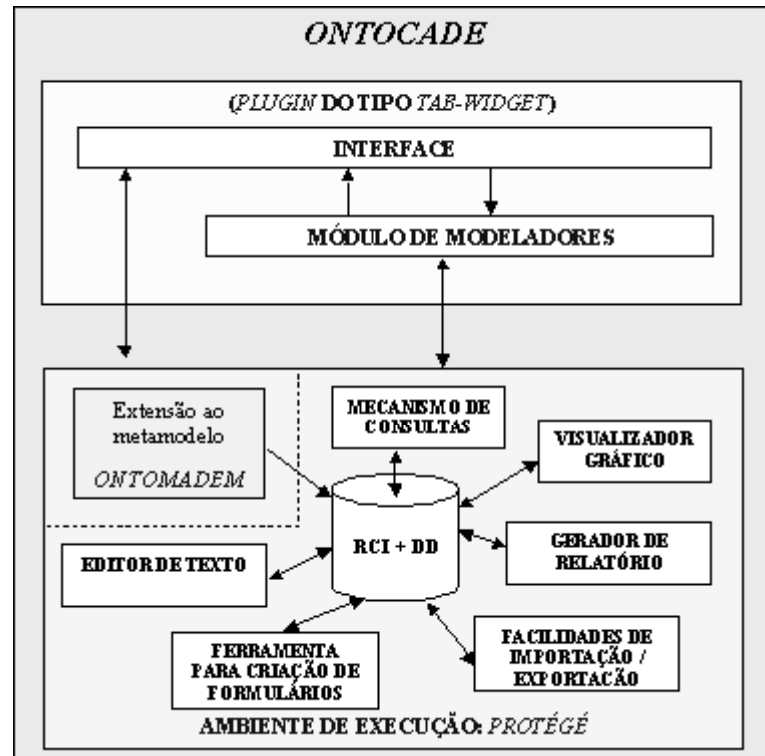 ONTOCADE
(PLUGIN DO TIPO TAB-WIDGET)
INTERFACE
MÓDULO DE MODELADORES
Extensão ao
metamodelo
ONTOMADEM
MECANISMO DE
CONSULTAS
VISUALIZADOR
GRÁFICO
RCI + DD
EDITOR DE TEXTO
GERADOR DE
RELATÓRIO
FERRAMENTA
PARA CRIAÇÃO DE
FORMULÁRIOS
FACILIDADES DE
IMPORTAÇÃO /
EXPORTACÃO
AMBIENTE DE EXECUÇÃO: PROTÉGÉ